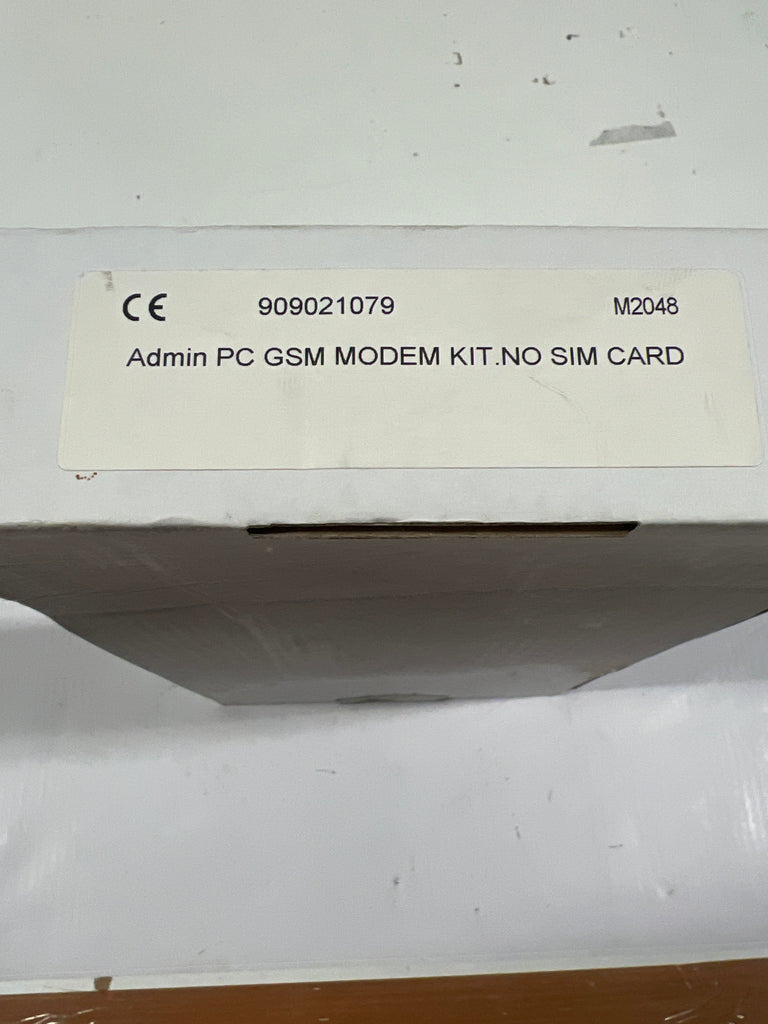 CE 909021079 M2048
Admin PC GSM MODEM KIT.NO SIM CARD